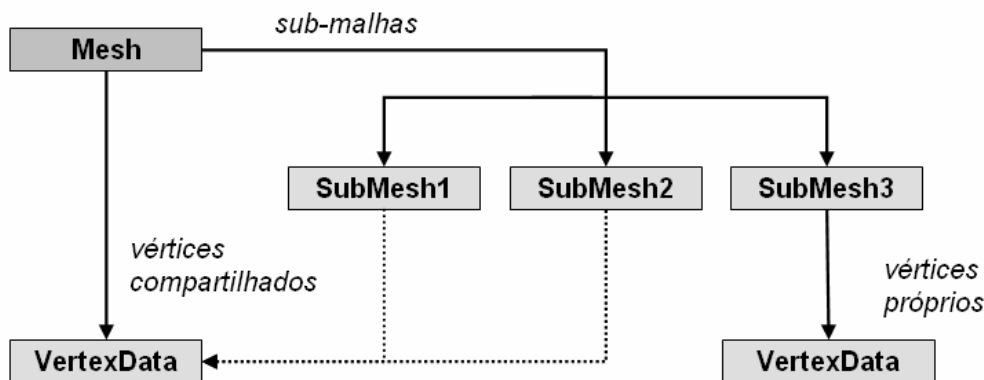 sub-malhas
Mesh
SubMesh1
SubMesh2
SubMesh3
vértices
compartilhados
vértices
próprios
VertexData
VertexData